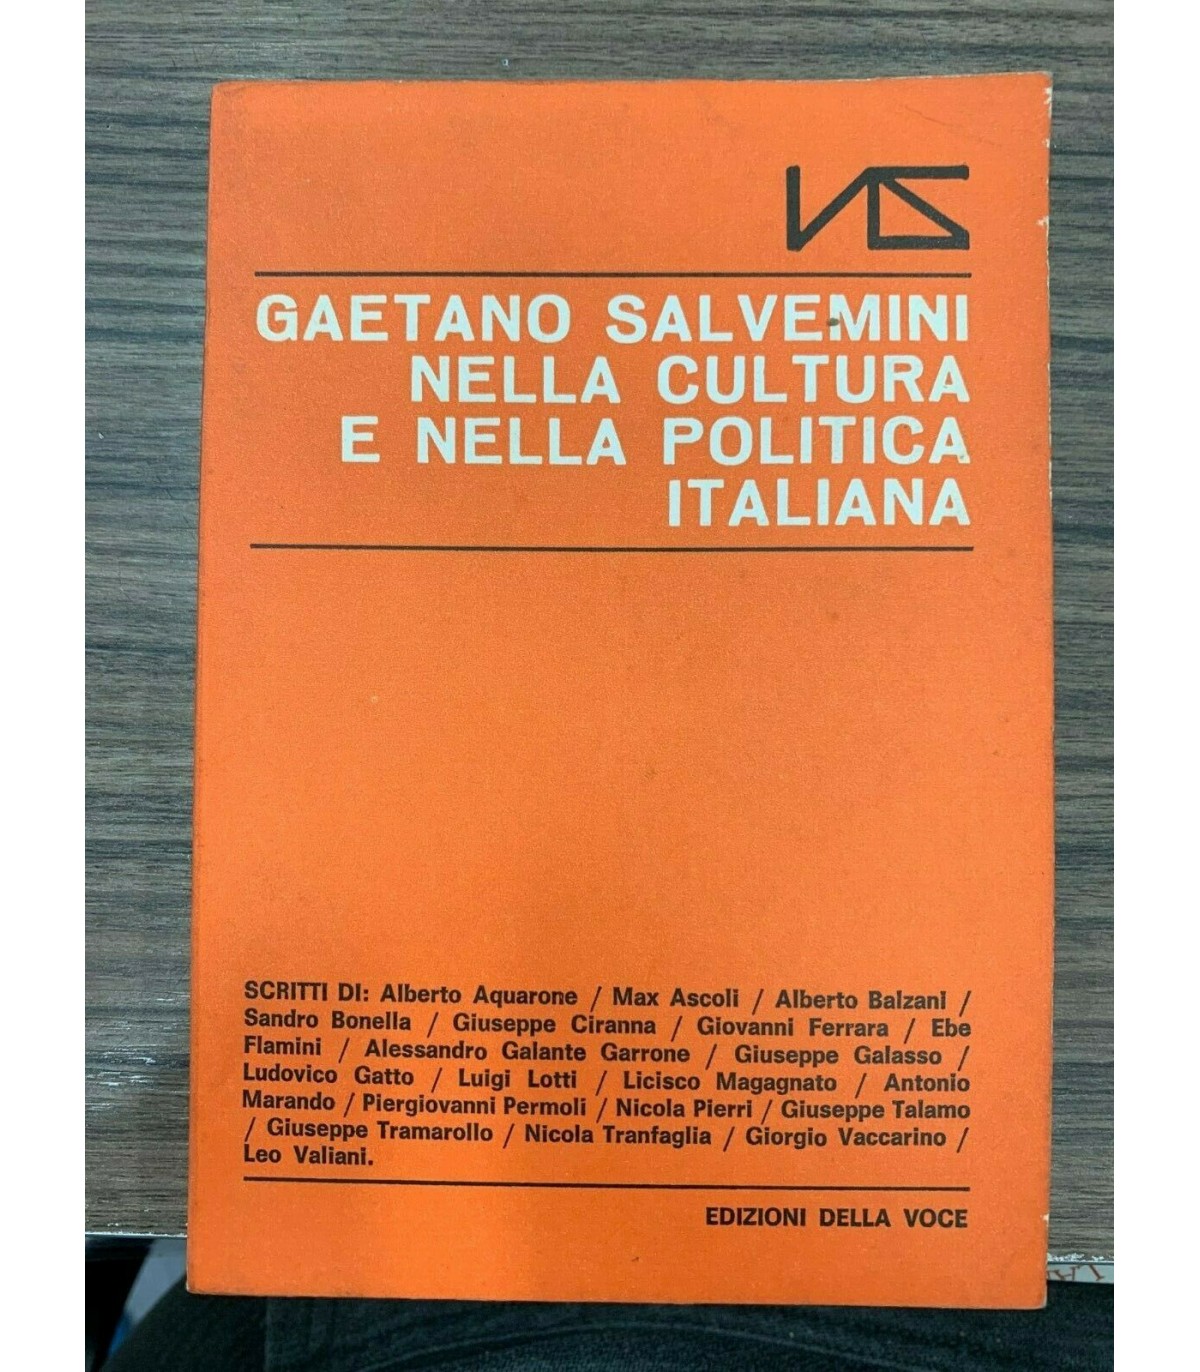 GAETANO SALVEMINI
NELLA CULTURA
E NELLA POLITICA
ITALIANA
SCRITTI DI: Alberto Aquarone / Max Ascoli / Alberto Balzani /
Sandro Bonella / Giuseppe Ciranna / Giovanni Ferrara / Ebe
Flamini / Alessandro Galante Garrone / Giuseppe Galasso /
Ludovico Gatto / Luigi Lotti / Licisco Magagnato / Antonio
Marando / Piergiovanni Permoli / Nicola Pierri / Giuseppe Talamo
/ Giuseppe Tramarollo / Nicola Tranfaglia / Giorgio Vaccarino /
Leo Valiani.
EDIZIONI DELLA VOCE